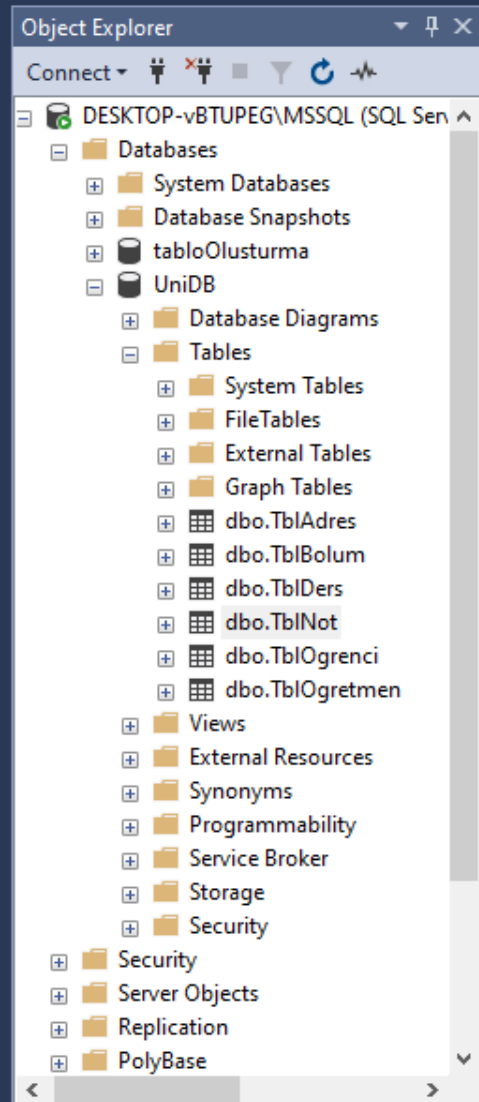 Object Explorer
Connect
DESKTOP-vBTUPEG\MSSQL (SQL Serv
Databases
System Databases
Database Snapshots
tabloOlusturma
UniDB
Database Diagrams
Tables
System Tables
FileTables
External Tables
Graph Tables
dbo.TblAdres
dbo.TblBolum
dbo.TblDers
dbo.TblNot
dbo.TblOgrenci
dbo.TblOgretmen
Views
External Resources
Synonyms
Programmability
Service Broker
Storage
Security
Security
Server Objects
Replication
PolyBase